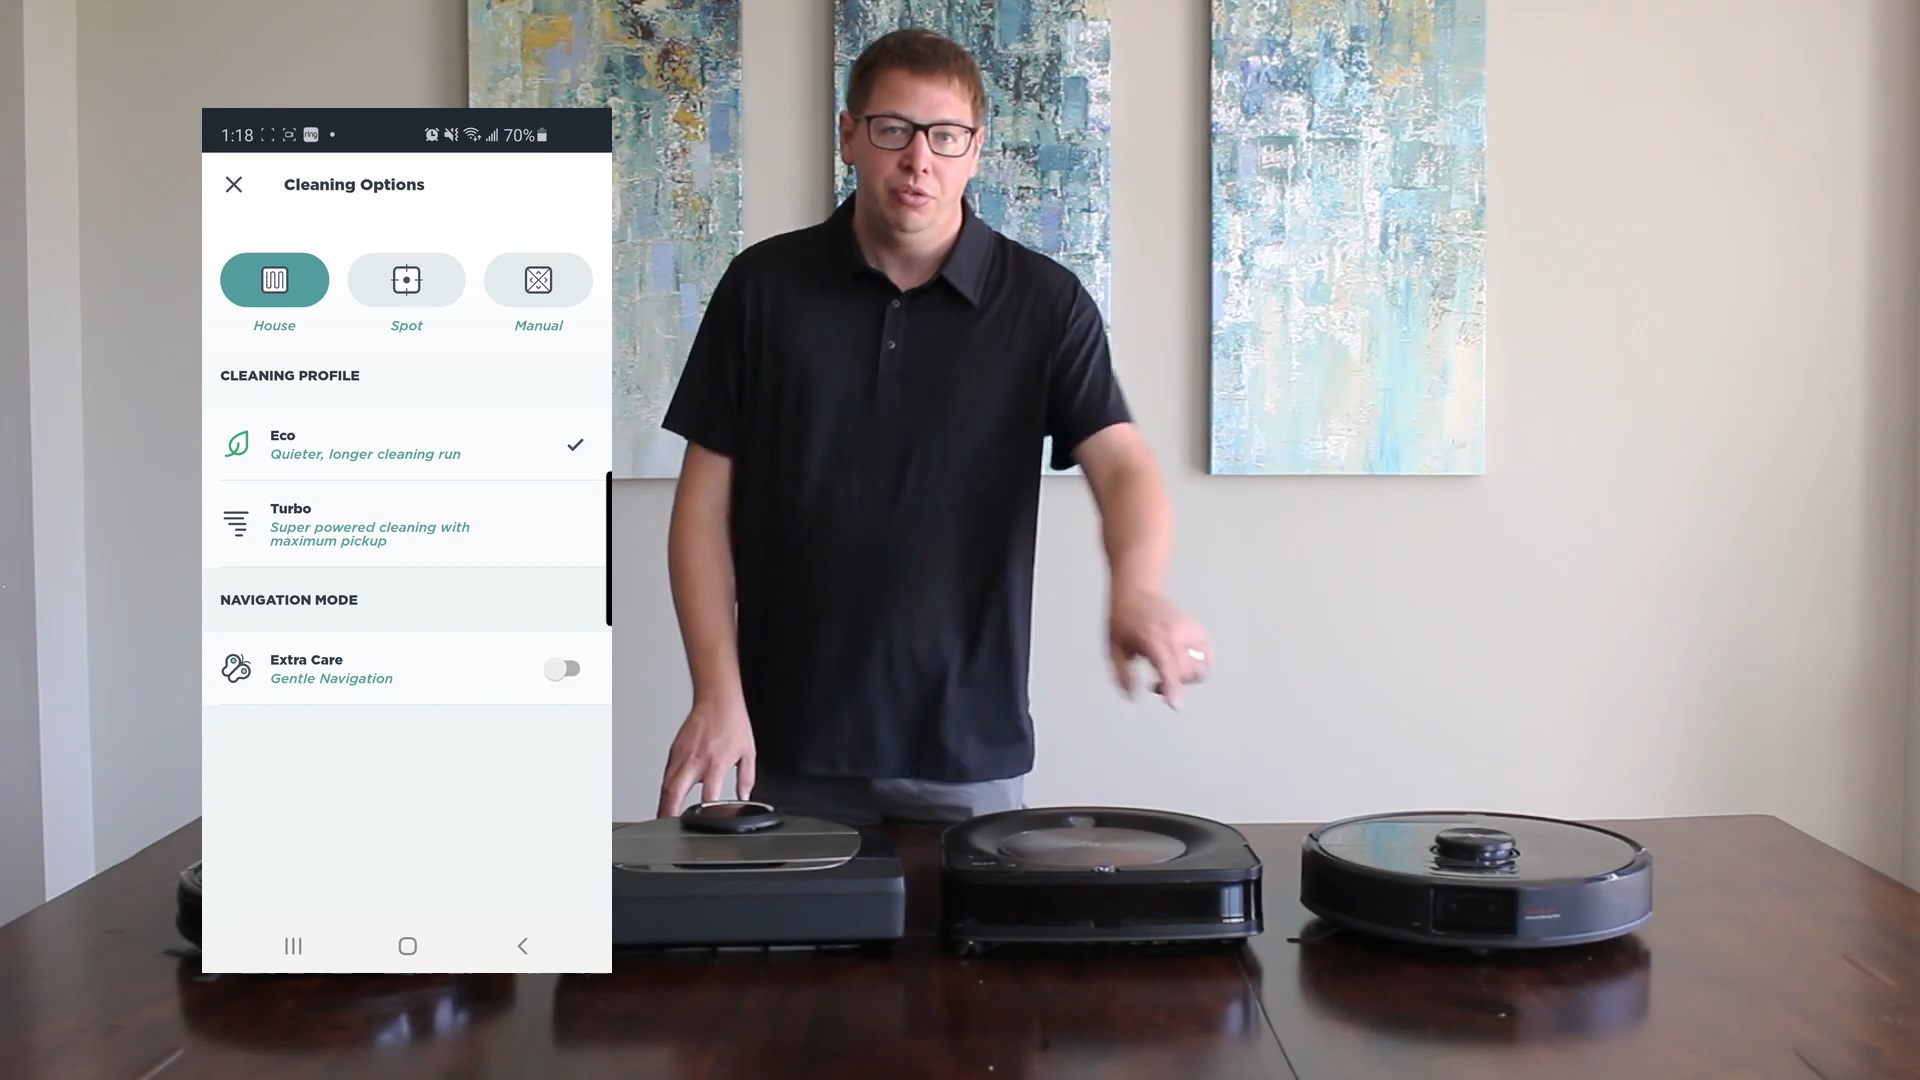 1:18
ring
70%
Cleaning Options
House
Spot
Manual
CLEANING PROFILE
Eco
Quieter, longer cleaning run
Turbo
Super powered cleaning with
maximum pickup
NAVIGATION MODE
Extra Care
Gentle Navigation